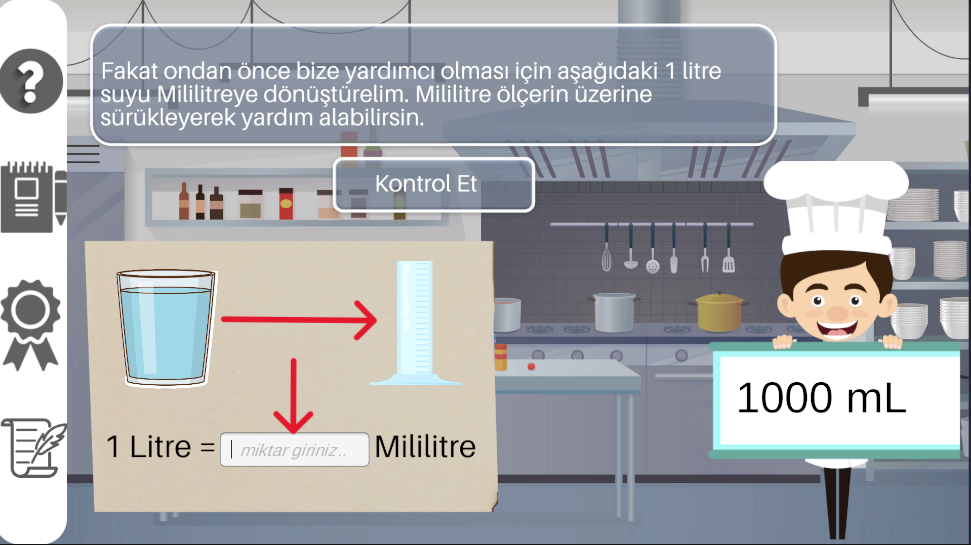 ?
Fakat ondan önce bize yardımcı olması için aşağıdaki 1 litre
suyu Mililitreye dönüştürelim. Mililitre ölçerin üzerine
sürükleyerek yardım alabilirsin.
Kontrol Et
1 Litre = miktar giriniz.. Mililitre
1000 mL